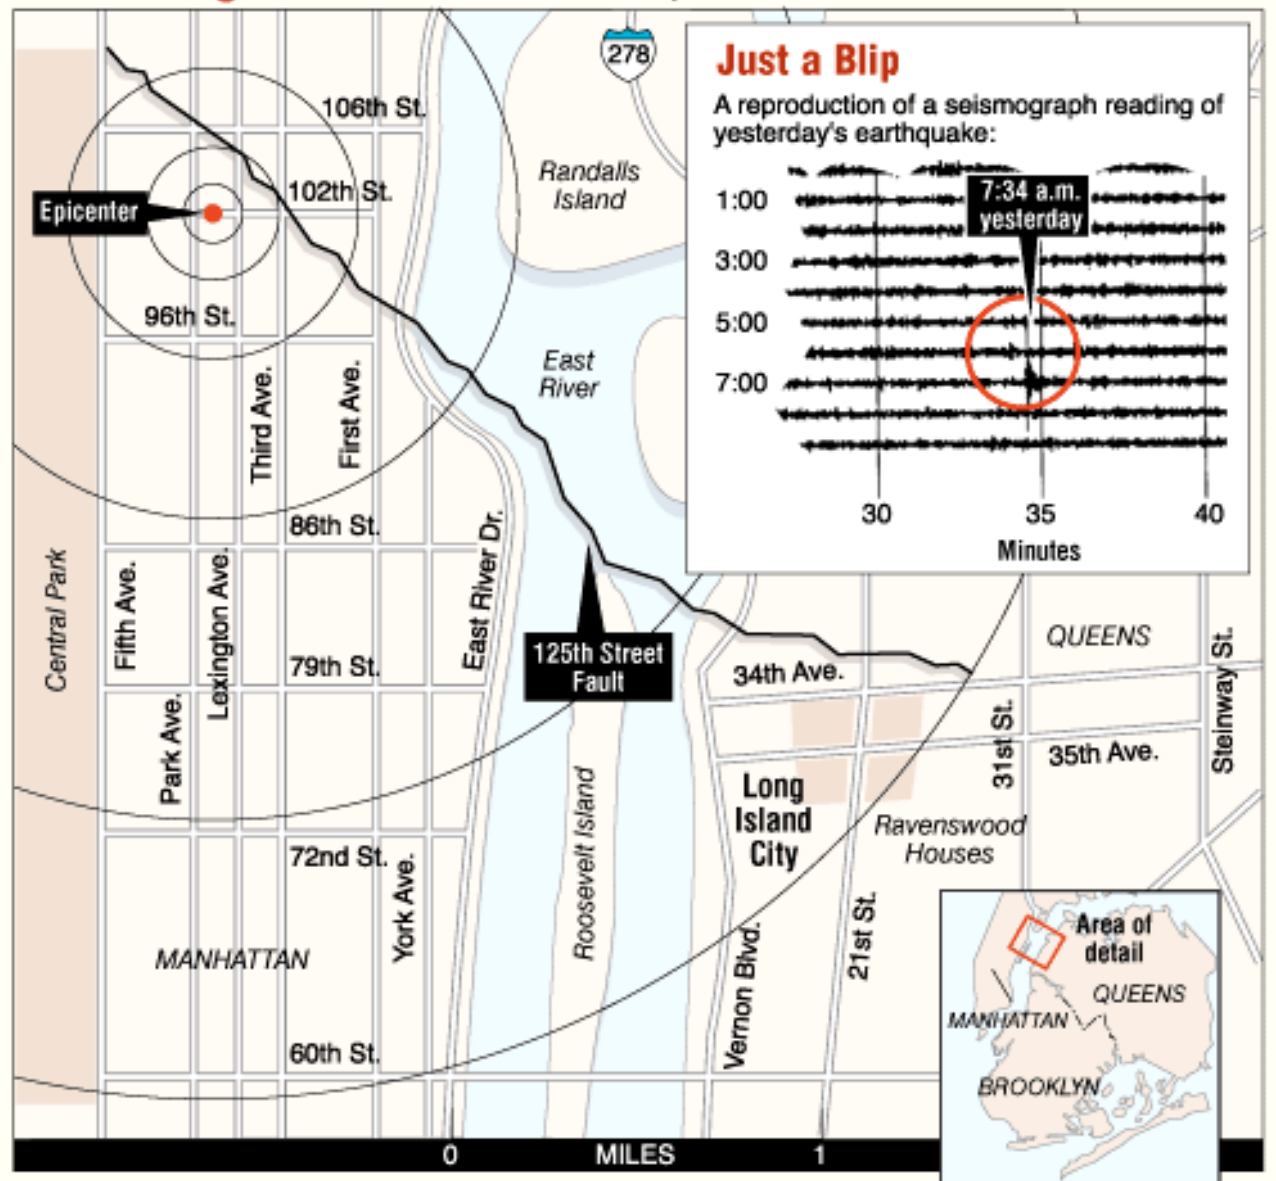 278
106th St.
Randalls
Island
102th St.
Epicenter
96th St.
East
River
Third Ave.
First Ave.
86th St.
Central Park
Fifth Ave.
Lexington Ave.
East River Dr.
79th St.
Park Ave.
125th Street
Fault
34th Ave.
QUEENS
Steinway St.
31st St.
35th Ave.
Long
Island
City
Ravenswood
Houses
Roosevelt Island
72nd St.
York Ave.
MANHATTAN
21st St.
Vernon Blvd.
60th St.
0 MILES 1
Just a Blip
A reproduction of a seismograph reading of
yesterday's earthquake:
7:34 a.m.
yesterday
1:00
3:00
5:00
7:00
30 35 40
Minutes
Area of
detail
QUEENS
MANHATTAN
BROOKLYN